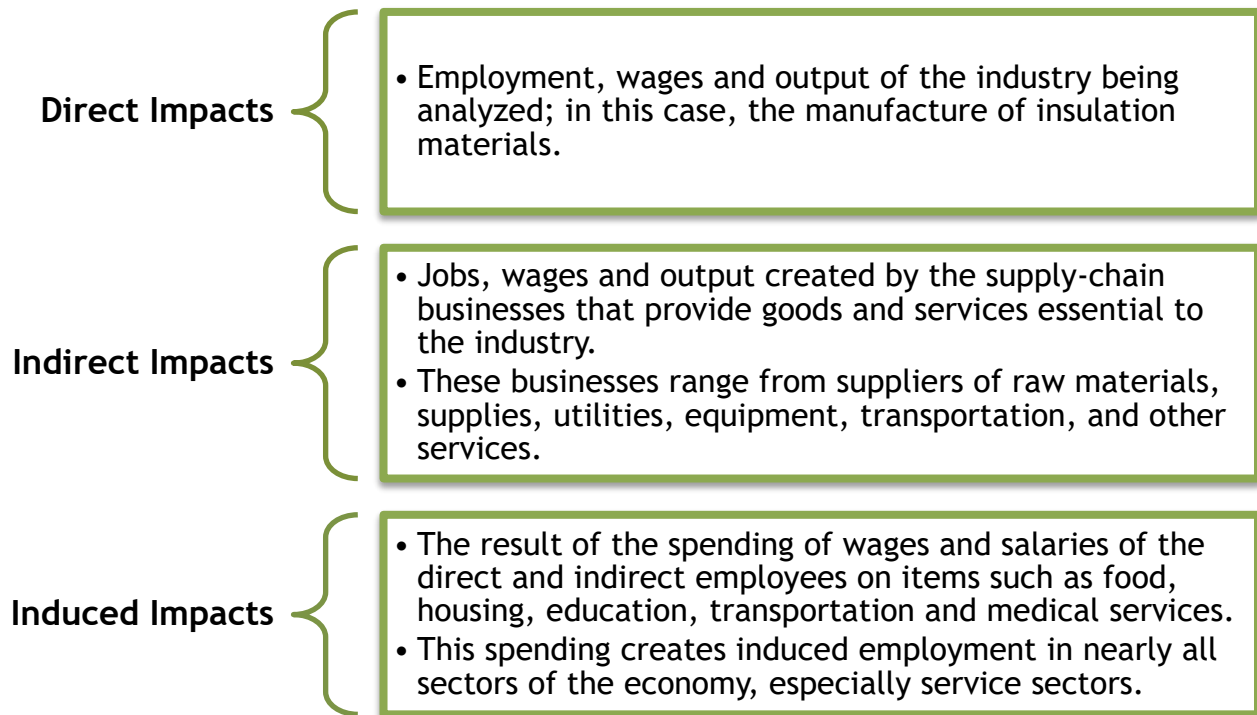 Direct Impacts
• Employment, wages and output of the industry being
analyzed; in this case, the manufacture of insulation
materials.
Indirect Impacts
• Jobs, wages and output created by the supply-chain
businesses that provide goods and services essential to
the industry.
• These businesses range from suppliers of raw materials,
supplies, utilities, equipment, transportation, and other
services.
Induced Impacts
• The result of the spending of wages and salaries of the
direct and indirect employees on items such as food,
housing, education, transportation and medical services.
• This spending creates induced employment in nearly all
sectors of the economy, especially service sectors.